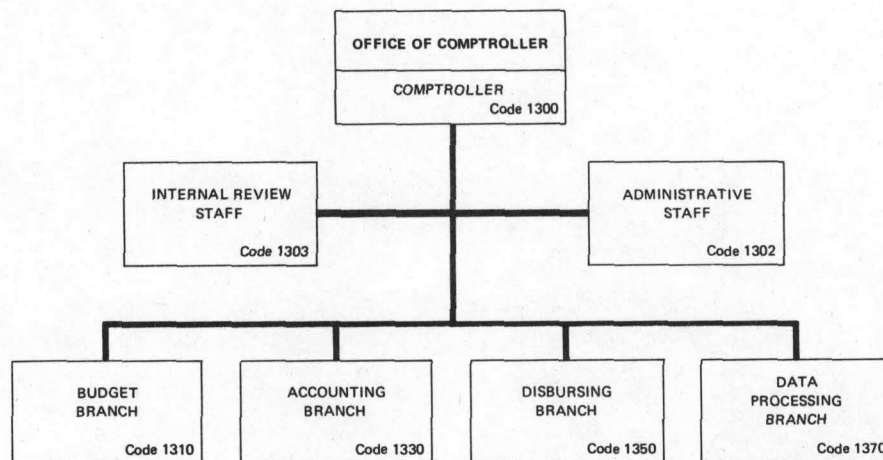 OFFICE OF COMPTROLLER
COMPTROLLER
Code 1300
INTERNAL REVIEW
STAFF
Code 1303
ADMINISTRATIVE
STAFF
Code 1302
BUDGET
BRANCH
Code 1310
ACCOUNTING
BRANCH
Code 1330
DISBURSING
BRANCH
Code 1350
DATA
PROCESSING
BRANCH
Code 1370